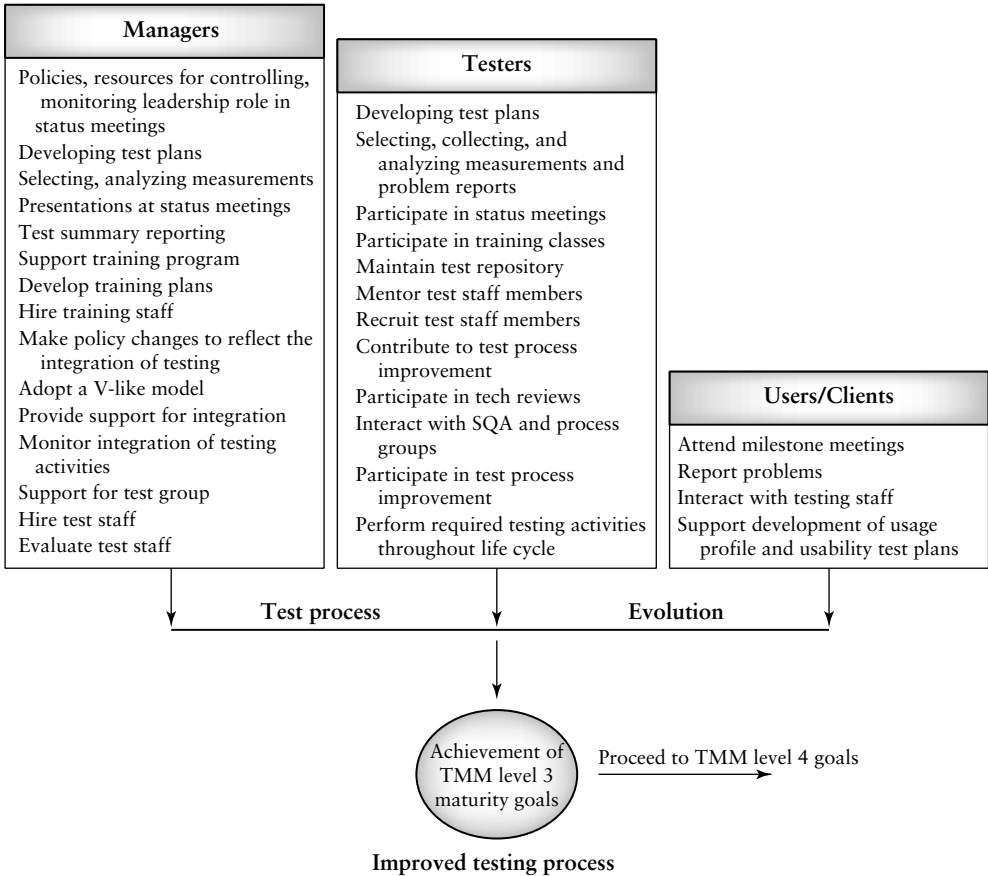 Managers
Policies, resources for controlling,
monitoring leadership role in
status meetings
Developing test plans
Selecting, analyzing measurements
Presentations at status meetings
Test summary reporting
Support training program
Develop training plans
Hire training staff
Make policy changes to reflect the
integration of testing
Adopt a V-like model
Provide support for integration
Monitor integration of testing
activities
Support for test group
Hire test staff
Evaluate test staff
Testers
Developing test plans
Selecting, collecting, and
analyzing measurements and
problem reports
Participate in status meetings
Participate in training classes
Maintain test repository
Mentor test staff members
Recruit test staff members
Contribute to test process
improvement
Participate in tech reviews
Interact with SQA and process
groups
Participate in test process
improvement
Perform required testing activities
throughout life cycle
Users/Clients
Attend milestone meetings
Report problems
Interact with testing staff
Support development of usage
profile and usability test plans
Test process
Evolution
Achievement of
TMM level 3
maturity goals
Proceed to TMM level 4 goals
Improved testing process